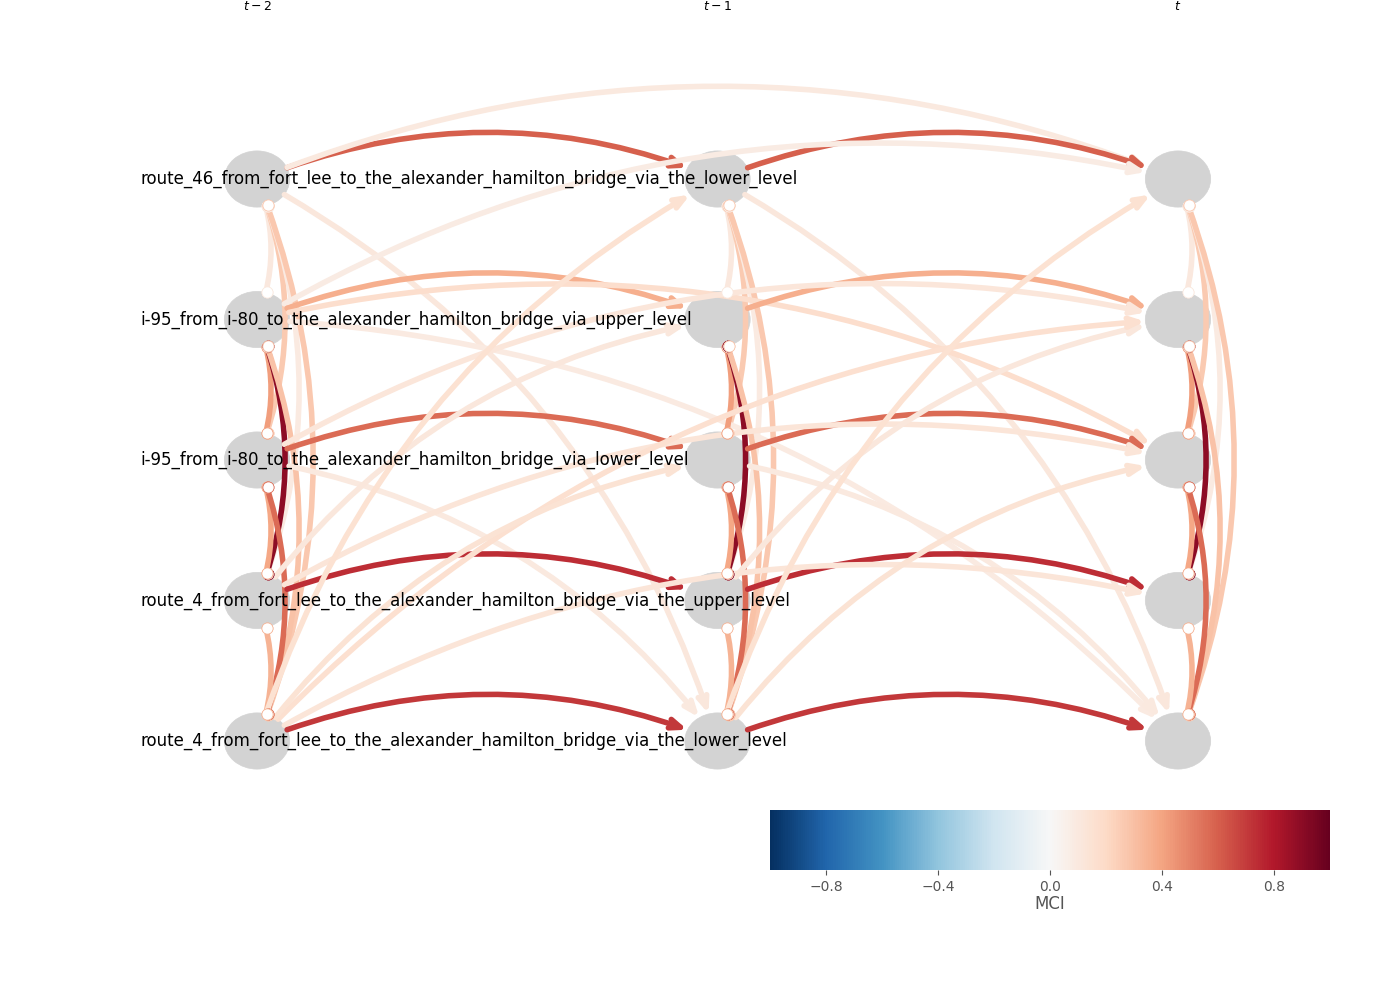 t − 2 t − 1 t
route_46_from_fort_lee_to_the_alexander_hamilton_bridge_via_the_lower_level
i-95_from_i-80_to_the_alexander_hamilton_bridge_via_upper_level
i-95_from_i-80_to_the_alexander_hamilton_bridge_via_lower_level
route_4_from_fort_lee_to_the_alexander_hamilton_bridge_via_the_upper_level
route_4_from_fort_lee_to_the_alexander_hamilton_bridge_via_the_lower_level
−0.8 −0.4 0.0 0.4 0.8
MCI